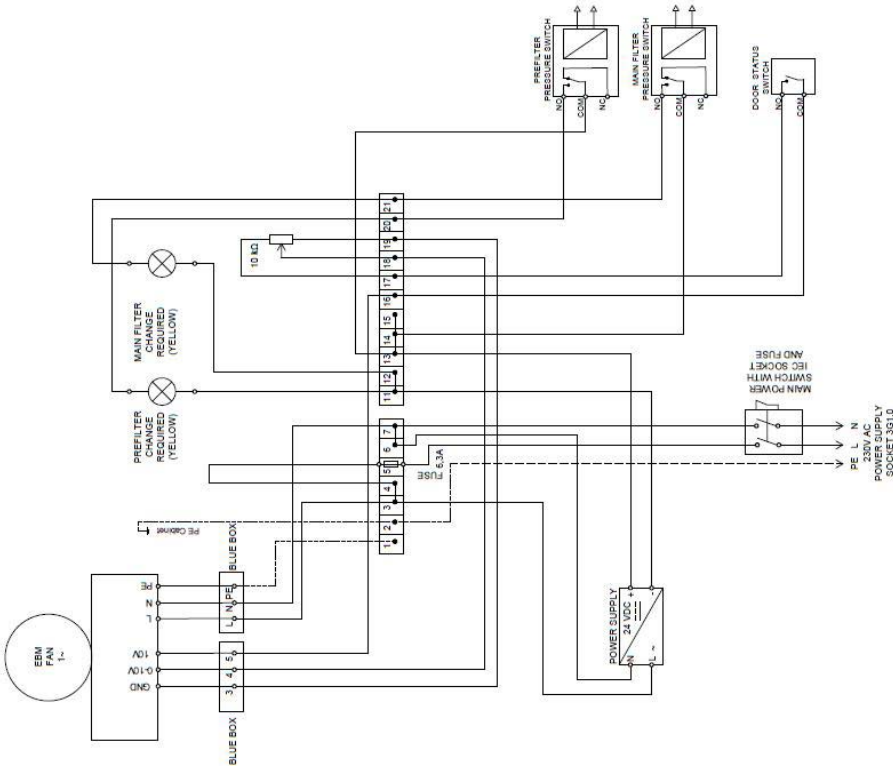 PREFILTER
PRESSURE SWITCH
NO
COM
NC
MAIN FILTER
PRESSURE SWITCH
NO
COM
NC
DOOR STATUS
SWITCH
NO
COM
21
20
19
18
17
16
15
14
13
12
11
7
6
5
4
3
2
1
10 kΩ
MAIN FILTER
CHANGE
REQUIRED
(YELLOW)
PREFILTER
CHANGE
REQUIRED
(YELLOW)
FUSE
6,3A
MAIN POWER
SWITCH WITH
IEC SOCKET
AND FUSE
PE L N
230V AC
POWER SUPPLY
SOCKET 3G1.0
PE Cabinet
BLUE BOX
L N PE
EBM
FAN
1~
PE
N
L
10V
0-10V
GND
3 4 5
BLUE BOX
POWER SUPPLY
24 VDC
+
-
N
L ~